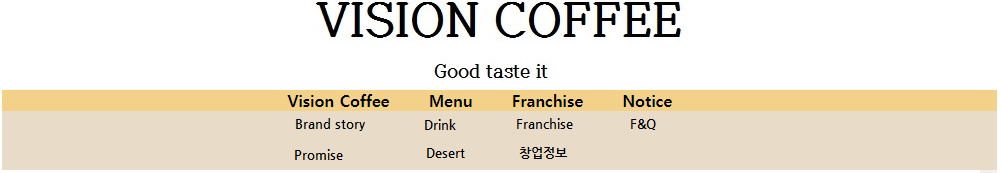 VISION COFFEE
Good taste it
Vision Coffee Menu Franchise Notice
Brand story Drink Franchise F&Q
Promise Desert 창업정보